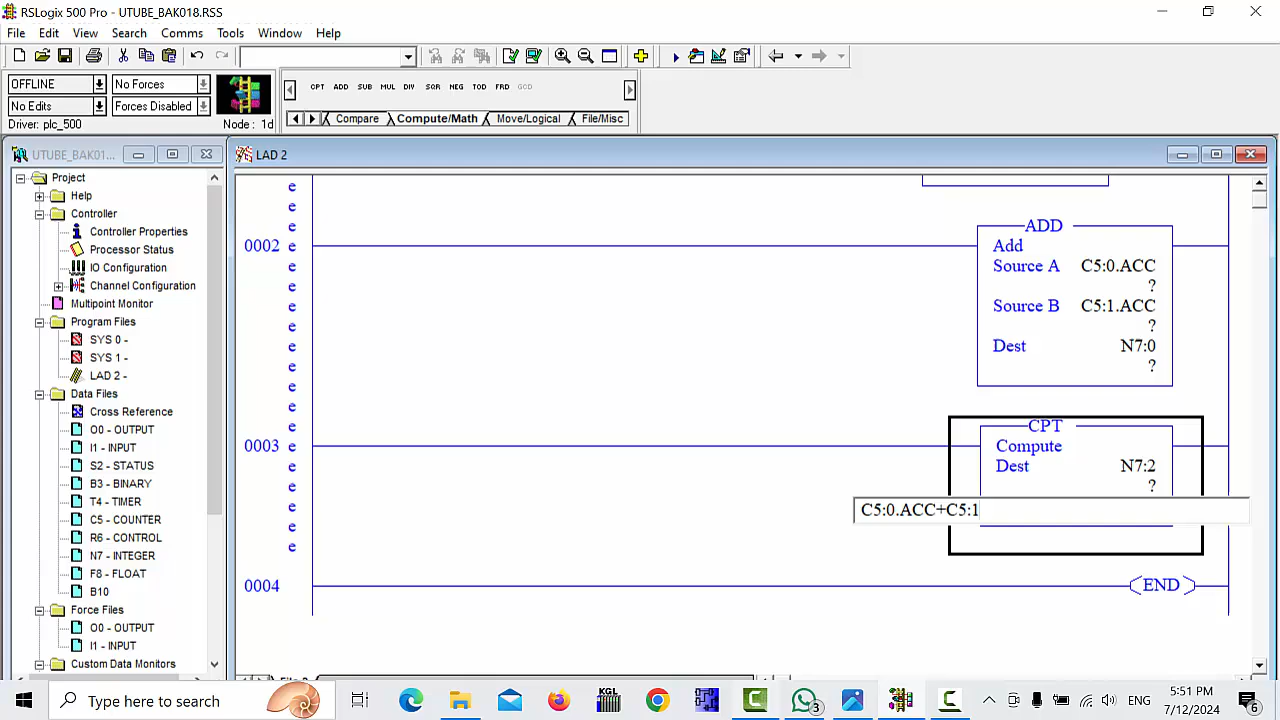 RSLogix 500 Pro - UTUBE_BAK018.RSS
File Edit View Search Comms Tools Window Help
OFFLINE No Forces
No Edits Forces Disabled
Driver: plc_500 Node : 1d
CPT ADD SUB MUL DIV SQR NEG TOD FRD GCD
Compare Compute/Math Move/Logical File/Misc
UTUBE_BAK01...
Project
Help
Controller
Controller Properties
Processor Status
IO Configuration
Channel Configuration
Multipoint Monitor
Program Files
SYS 0 -
SYS 1 -
LAD 2 -
Data Files
Cross Reference
O0 - OUTPUT
I1 - INPUT
S2 - STATUS
B3 - BINARY
T4 - TIMER
C5 - COUNTER
R6 - CONTROL
N7 - INTEGER
F8 - FLOAT
B10
Force Files
O0 - OUTPUT
I1 - INPUT
Custom Data Monitors
LAD 2
e
e
e
ADD
0002 e
Add
e
Source A C5:0.ACC
?
e
e
Source B C5:1.ACC
?
e
e
Dest N7:0
?
e
e
e
e
CPT
0003 e
Compute
e
Dest N7:2
?
e
e
C5:0.ACC+C5:1
e
e
0004
END
File 2
Type here to search
KGL
3
ENG
5:51 PM
7/12/2024
6